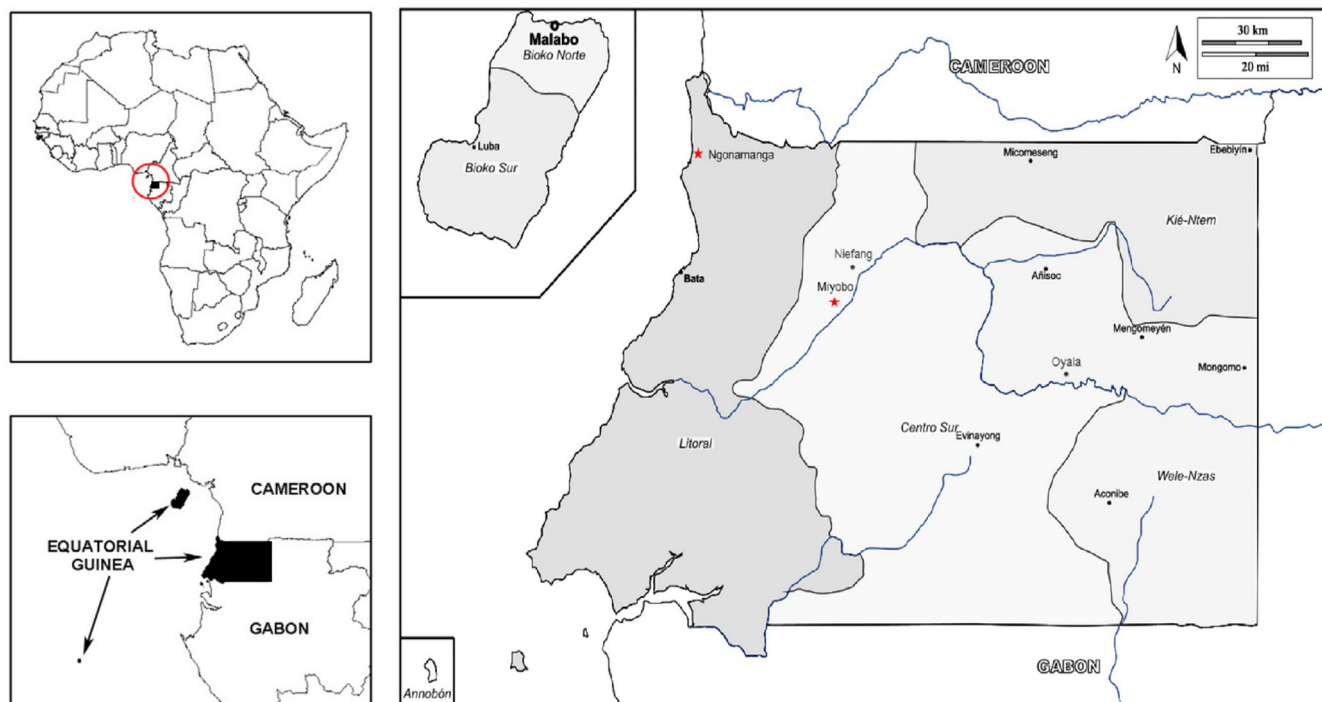 CAMEROON
EQUATORIAL
GUINEA
GABON
Malabo
Bioko Norte
Luba
Bioko Sur
Annobón
CAMEROON
N
30 km
20 mi
Ngonamanga
Micomeseng
Ebebiyín
Kié-Ntem
Niefang
Bata
Añisoc
Miyobo
Mengomeyén
Oyala
Mongomo
Litoral
Centro Sur
Evinayong
Wele-Nzas
Aconibe
GABON